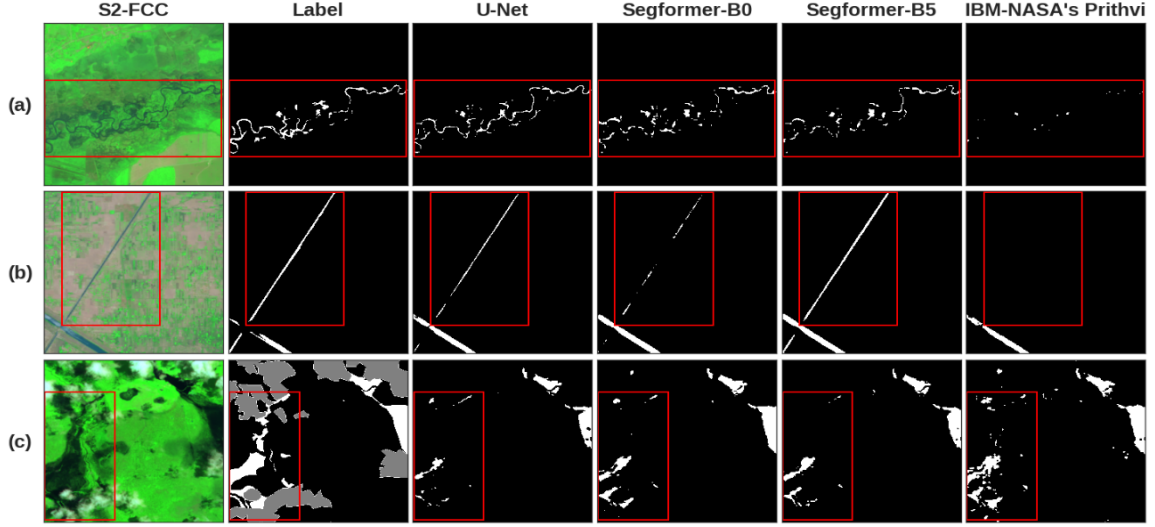 S2-FCC Label U-Net Segformer-B0 Segformer-B5 IBM-NASA's Prithvi
(a)
(b)
(c)